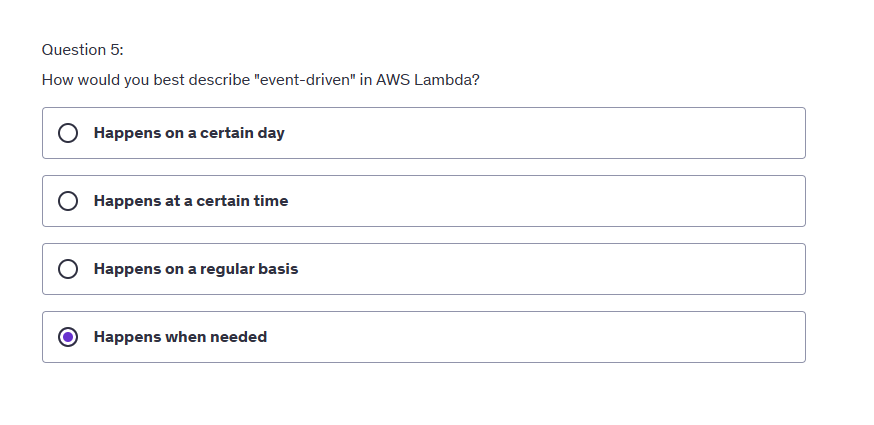 Question 5:
How would you best describe "event-driven" in AWS Lambda?
Happens on a certain day
Happens at a certain time
Happens on a regular basis
Happens when needed